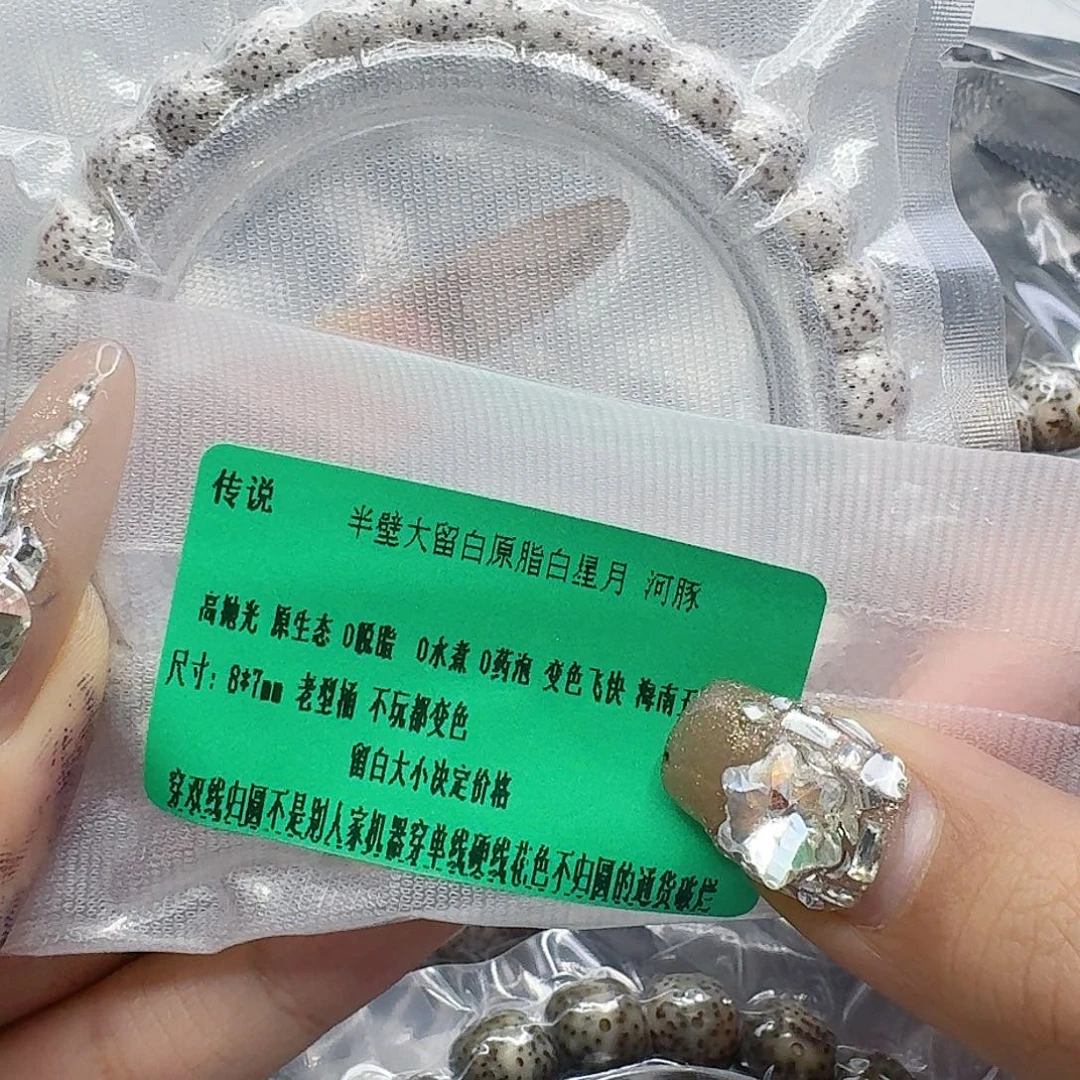 传说
半壁大留白原脂白星月 河豚
高抛光 原生态 0脱脂 0水煮 0药泡 变色飞快 海南
尺寸：8*7mm 老型桶 不玩都变色
留白大小决定价格
穿双线归圆不是别人家机器穿单线硬线花色不归圆的通货破烂